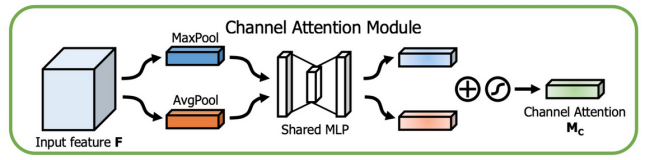 Channel Attention Module
MaxPool
AvgPool
Input feature F
Shared MLP
Channel Attention
Mc